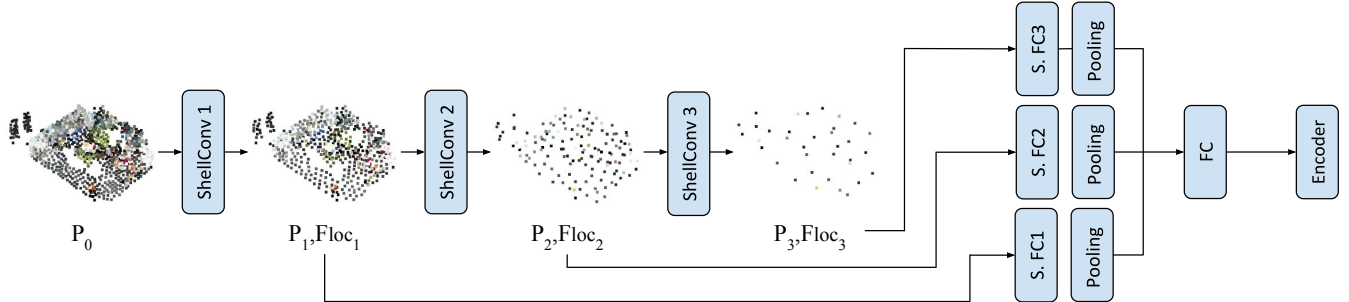 P0
ShellConv 1
P1,Floc1
ShellConv 2
P2,Floc2
ShellConv 3
P3,Floc3
S. FC3
Pooling
S. FC2
Pooling
S. FC1
Pooling
FC
Encoder